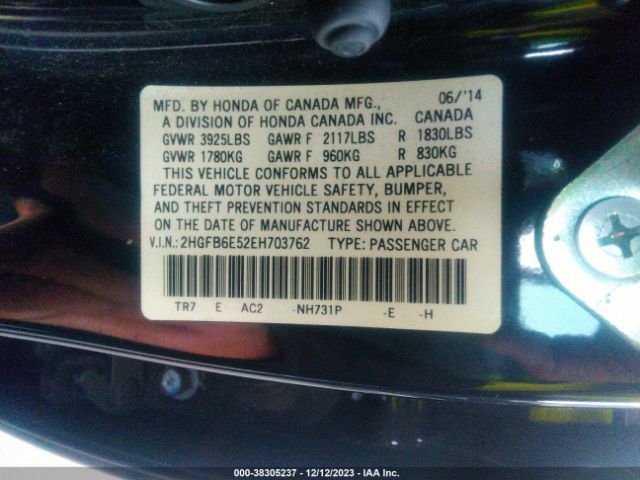 MFD. BY HONDA OF CANADA MFG., 06/'14
A DIVISION OF HONDA CANADA INC. CANADA
GVWR 3925LBS GAWR F 2117LBS R 1830LBS
GVWR 1780KG GAWR F 960KG R 830KG
THIS VEHICLE CONFORMS TO ALL APPLICABLE
FEDERAL MOTOR VEHICLE SAFETY, BUMPER,
AND THEFT PREVENTION STANDARDS IN EFFECT
ON THE DATE OF MANUFACTURE SHOWN ABOVE.
V.I.N.: 2HGFB6E52EH703762 TYPE: PASSENGER CAR
TR7 E AC2 -NH731P -E -H
000-38305237 - 12/12/2023 - IAA Inc.